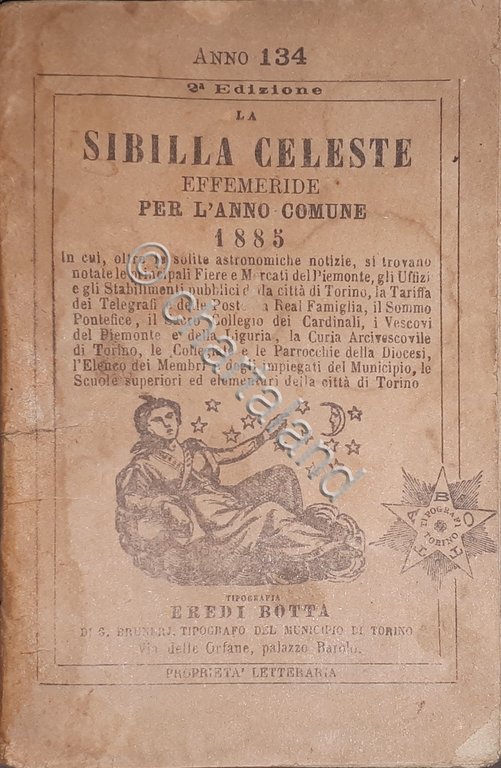 ANNO 134
2ª Edizione
LA
SIBILLA CELESTE
EFFEMERIDE
PER L'ANNO COMUNE
1885
In cui, oltre le solite astronomiche notizie, si trovano
notate le principali Fiere e Mercati del Piemonte, gli Uffizi
e gli Stabilimenti pubblici della città di Torino, la Tariffa
dei Telegrafi e delle Poste, la Real Famiglia, il Sommo
Pontefice, il Sacro Collegio dei Cardinali, i Vescovi
del Piemonte e della Liguria, la Curia Arcivescovile
di Torino, le Collegiate e le Parrocchie della Diocesi,
l'Elenco dei Membri e degli Impiegati del Municipio, le
Scuole superiori ed elementari della città di Torino
BOTTA
TIPOGRAFI
TORINO
TIPOGRAFIA
EREDI BOTTA
DI G. BRUNERI, TIPOGRAFO DEL MUNICIPIO DI TORINO
Via delle Orfane, palazzo Barolo.
PROPRIETA' LETTERARIA
© chartaland